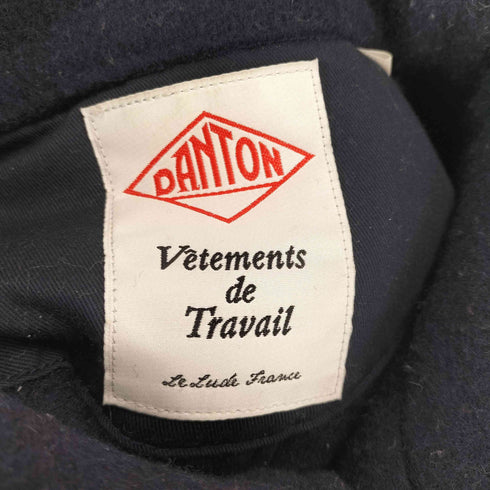 DANTON
Vêtements
de
Travail
Le Lude France